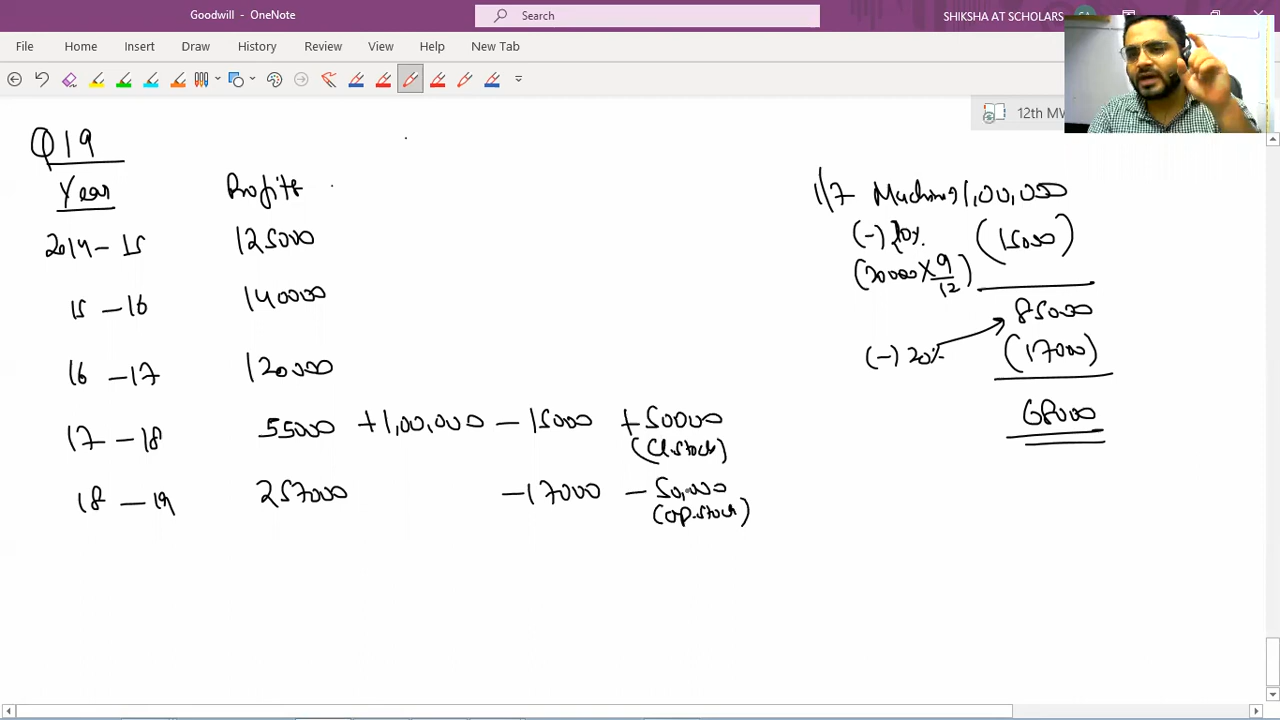 Goodwill - OneNote
Search
SHIKSHA AT SCHOLARS
File Home Insert Draw History Review View Help New Tab
12th MW
Q19
Year Profits
2014-15 125000
15-16 140000
16-17 120000
17-18 55000 +1,00,000 -15000 +50000
(Cl.stock)
18-19 257000 -17000 -50,000
(op.stock)
1/7 Machinery 1,00,000
(-) 20% (15000)
(20000 × 9/12)
85000
(-) 20% (17000)
68000